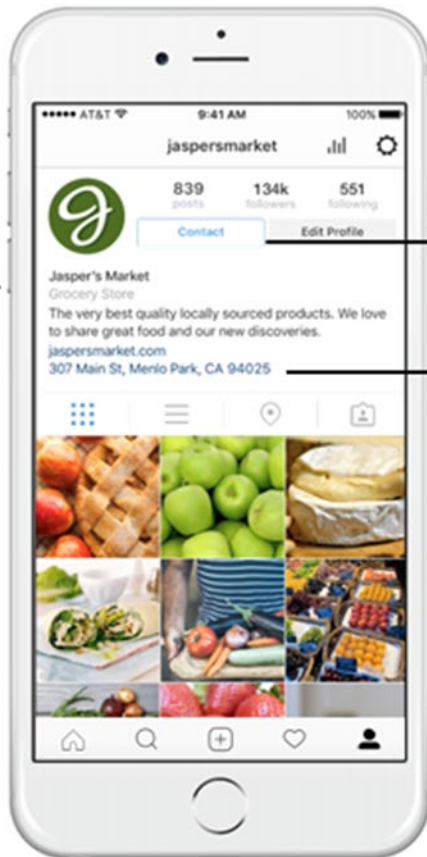 AT&T 9:41 AM 100%
jaspersmarket
839 134k 551
posts followers following
Contact Edit Profile
Jasper's Market
Grocery Store
The very best quality locally sourced products. We love
to share great food and our new discoveries.
jaspersmarket.com
307 Main St, Menlo Park, CA 94025